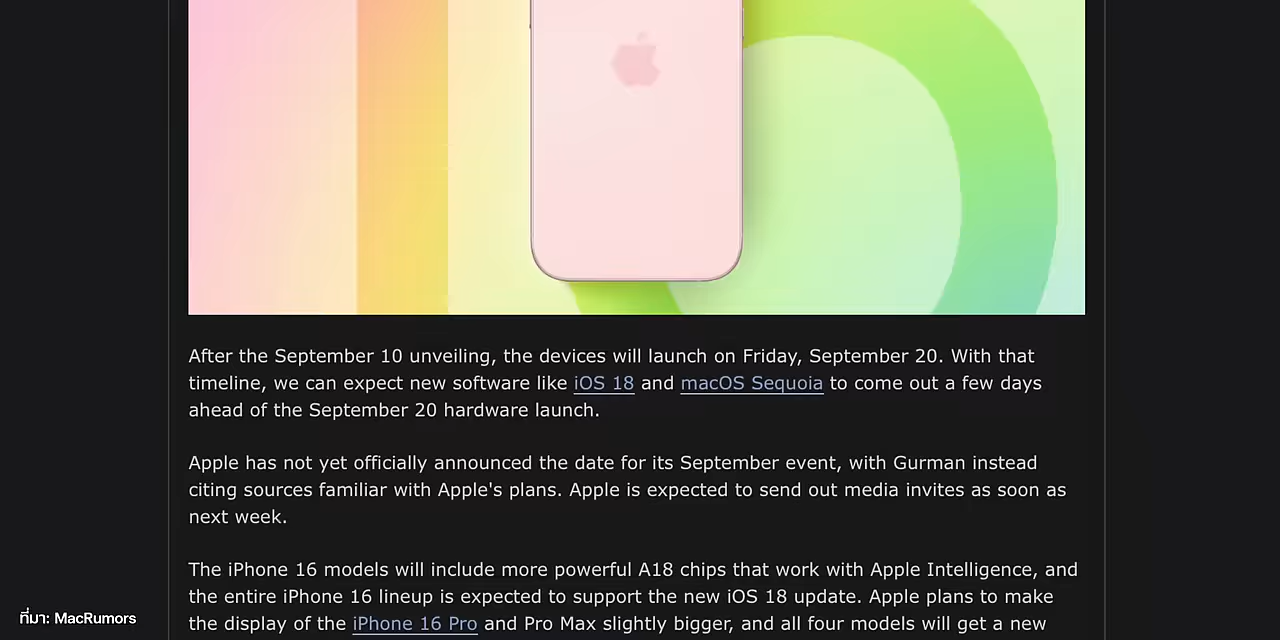 After the September 10 unveiling, the devices will launch on Friday, September 20. With that
timeline, we can expect new software like iOS 18 and macOS Sequoia to come out a few days
ahead of the September 20 hardware launch.
Apple has not yet officially announced the date for its September event, with Gurman instead
citing sources familiar with Apple's plans. Apple is expected to send out media invites as soon as
next week.
The iPhone 16 models will include more powerful A18 chips that work with Apple Intelligence, and
the entire iPhone 16 lineup is expected to support the new iOS 18 update. Apple plans to make
the display of the iPhone 16 Pro and Pro Max slightly bigger, and all four models will get a new
ที่มา: MacRumors